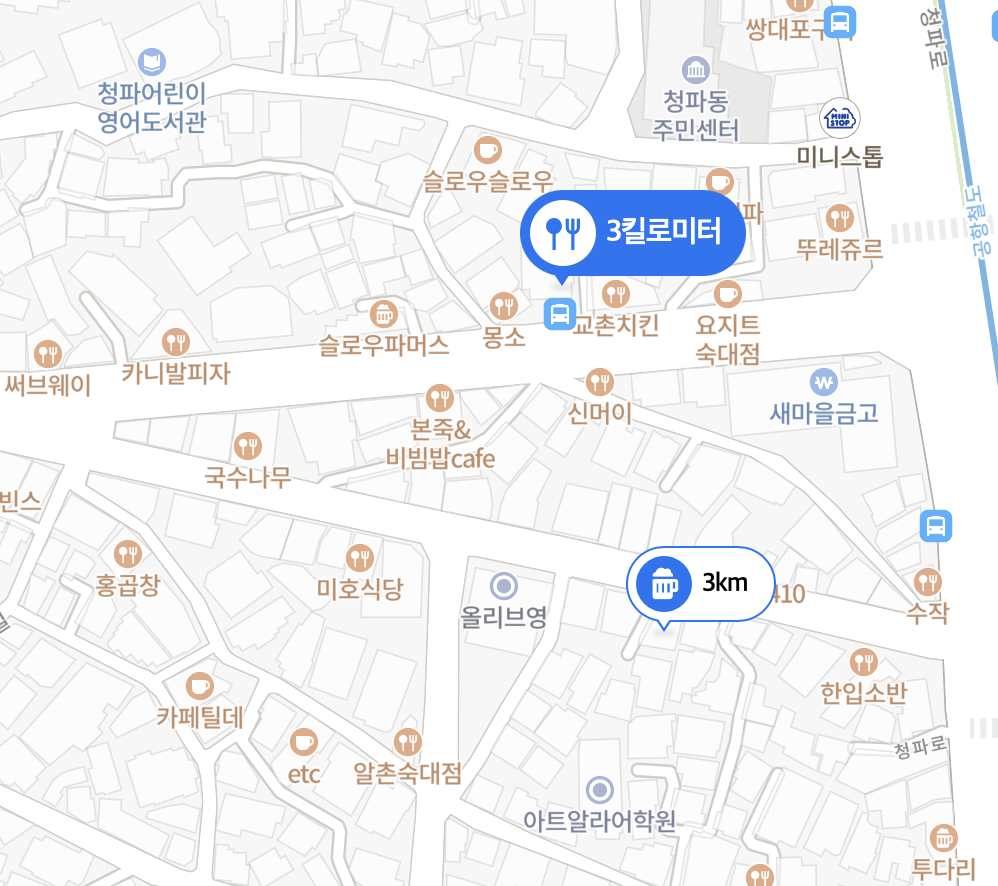 쌍대포구
청파로
청파어린이
영어도서관
청파동
주민센터
MINI
STOP
미니스톱
슬로우슬로우
파
3킬로미터
뚜레쥬르
공항철도
교촌치킨
요지트
숙대점
몽소
슬로우파머스
카니발피자
써브웨이
신머이
새마을금고
본죽&
비빔밥cafe
국수나무
빈스
홍곱창
미호식당
올리브영
3km
410
수작
한입소반
카페틸데
청파로
etc
알촌숙대점
아트알라어학원
투다리